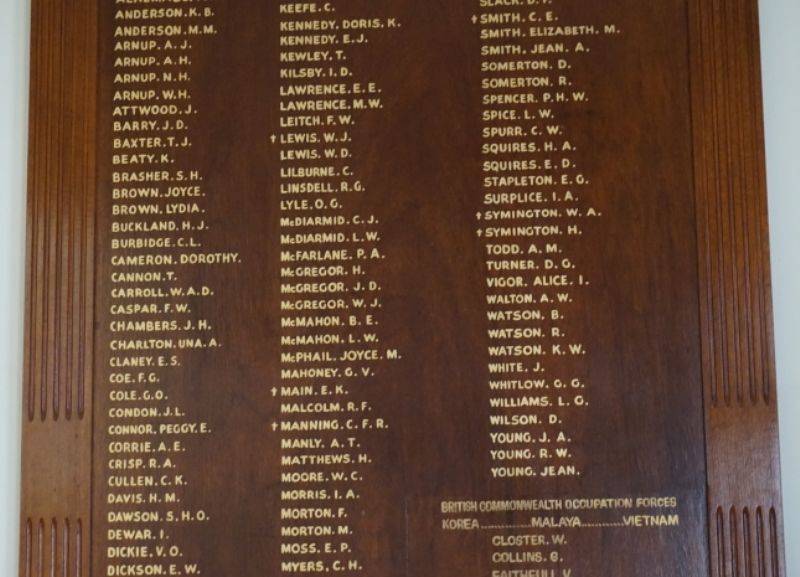 ANDERSON. K. B.
ANDERSON. M.M.
ARNUP. A. J.
ARNUP. A. H.
ARNUP. N. H.
ARNUP. W. H.
ATTWOOD. J.
BARRY. J. D.
BAXTER. T. J.
BEATY. K.
BRASHER. S. H.
BROWN. JOYCE.
BROWN. LYDIA.
BUCKLAND. H. J.
BURBIDGE. C. L.
CAMERON. DOROTHY.
CANNON. T.
CARROLL. W. A. D.
CASPAR. F. W.
CHAMBERS. J. H.
CHARLTON. UNA. A.
CLANEY. E. S.
COE. F. G.
COLE. G. O.
CONDON. J. L.
CONNOR. PEGGY. E.
CORRIE. A. E.
CRISP. R. A.
CULLEN. C. K.
DAVIS. H. M.
DAWSON. S. H. O.
DEWAR. I.
DICKIE. V. O.
DICKSON. E. W.
KEEFE. C.
KENNEDY. DORIS. K.
KENNEDY. E. J.
KEWLEY. T.
KILSBY. I. D.
LAWRENCE. E. E.
LAWRENCE. M. W.
LEITCH. F. W.
† LEWIS. W. J.
LEWIS. W. D.
LILBURNE. C.
LINSDELL. R. G.
LYLE. O. G.
McDIARMID. C. J.
McDIARMID. L. W.
McFARLANE. P. A.
McGREGOR. H.
McGREGOR. J. D.
McGREGOR. W. J.
McMAHON. B. E.
McMAHON. L. W.
McPHAIL. JOYCE. M.
MAHONEY. G. V.
† MAIN. E. K.
MALCOLM. R. F.
† MANNING. C. F. R.
MANLY. A. T.
MATTHEWS. H.
MOORE. W. C.
MORRIS. I. A.
MORTON. F.
MORTON. M.
MOSS. E. P.
MYERS. C. H.
† SMITH. C. E.
SMITH. ELIZABETH. M.
SMITH. JEAN. A.
SOMERTON. D.
SOMERTON. R.
SPENCER. P. H. W.
SPICE. L. W.
SPURR. C. W.
SQUIRES. H. A.
SQUIRES. E. D.
STAPLETON. E. G.
SURPLICE. I. A.
† SYMINGTON. W. A.
† SYMINGTON. H.
TODD. A. M.
TURNER. D. G.
VIGOR. ALICE. I.
WALTON. A. W.
WATSON. B.
WATSON. R.
WATSON. K. W.
WHITE. J.
WHITLOW. G. G.
WILLIAMS. L. G.
WILSON. D.
YOUNG. J. A.
YOUNG. R. W.
YOUNG. JEAN.
BRITISH COMMONWEALTH OCCUPATION FORCES
KOREA..............MALAYA............VIETNAM
CLOSTER. W.
COLLINS. G.
FAITHFULL V.